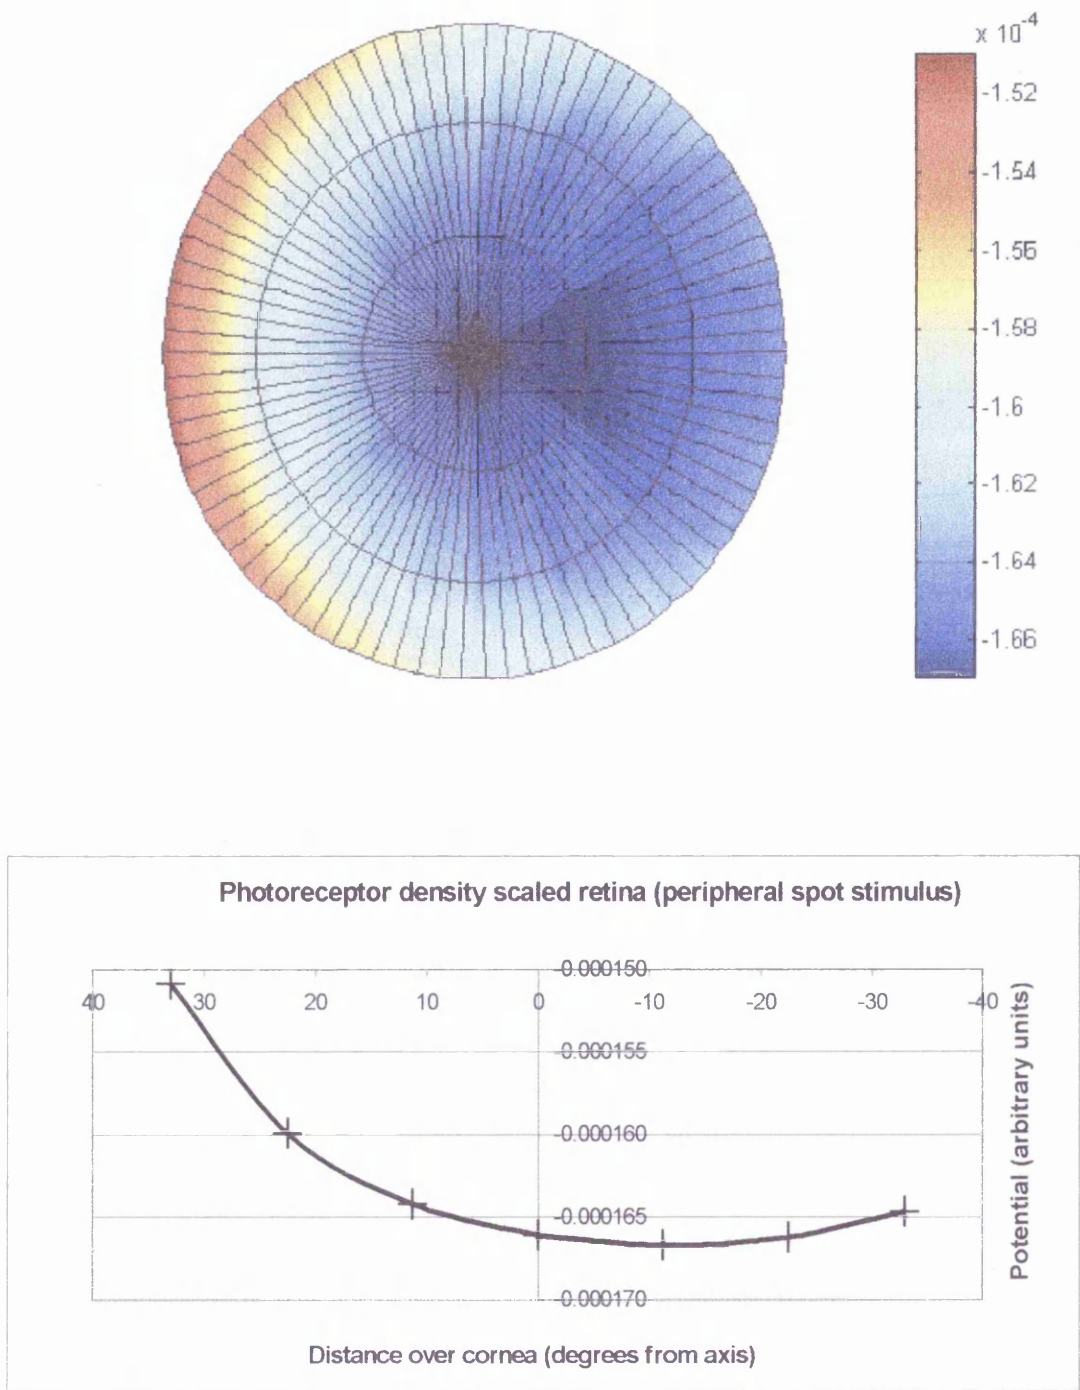 x 10-4
-1.52
-1.54
-1.56
-1.58
-1.6
-1.62
-1.64
-1.66
Photoreceptor density scaled retina (peripheral spot stimulus)
-0.000150
40 30 20 10 0 -10 -20 -30 -40
-0.000155
-0.000160
-0.000165
-0.000170
Potential (arbitrary units)
Distance over cornea (degrees from axis)